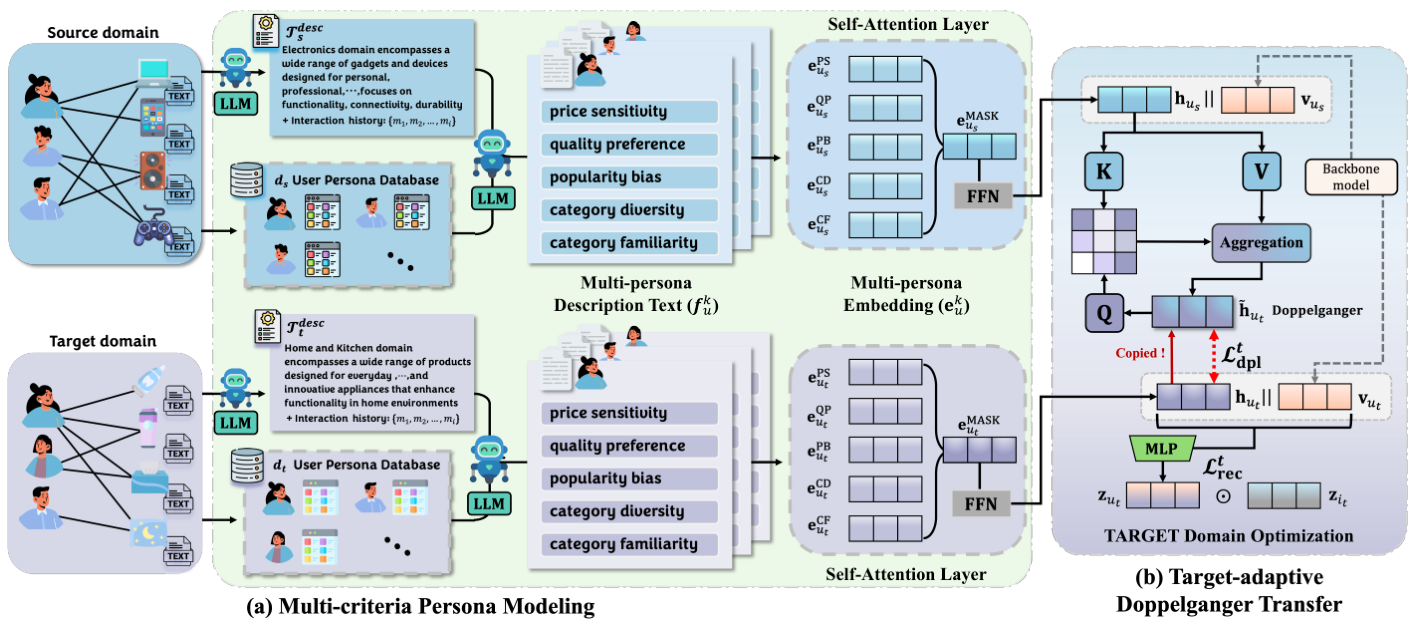 Source domain
TEXT
TEXT
TEXT
TEXT
LLM
𝒯_s^desc
Electronics domain encompasses a
wide range of gadgets and devices
designed for personal,
professional,⋯,focuses on
functionality, connectivity, durability
+ Interaction history: {m₁, m₂, ..., mᵢ}
d_s User Persona Database
LLM
price sensitivity
quality preference
popularity bias
category diversity
category familiarity
Multi-persona
Description Text (f_u^k)
Self-Attention Layer
e_{u_s}^PS
e_{u_s}^QP
e_{u_s}^PB
e_{u_s}^CD
e_{u_s}^CF
e_{u_s}^MASK
FFN
Multi-persona
Embedding (e_u^k)
Target domain
TEXT
TEXT
TEXT
TEXT
LLM
𝒯_t^desc
Home and Kitchen domain
encompasses a wide range of products
designed for everyday ,⋯,and
innovative appliances that enhance
functionality in home environments
+ Interaction history: {m₁, m₂, ..., mᵢ}
d_t User Persona Database
LLM
price sensitivity
quality preference
popularity bias
category diversity
category familiarity
e_{u_t}^PS
e_{u_t}^QP
e_{u_t}^PB
e_{u_t}^CD
e_{u_t}^CF
e_{u_t}^MASK
FFN
Self-Attention Layer
(a) Multi-criteria Persona Modeling
h_{u_s} || v_{u_s}
K
V
Backbone
model
Aggregation
Q
h̃_{u_t} Doppelganger
Copied !
ℒ_dpl^t
h_{u_t} || v_{u_t}
MLP
ℒ_rec^t
z_{u_t} ⊙ z_{i_t}
TARGET Domain Optimization
(b) Target-adaptive
Doppelganger Transfer